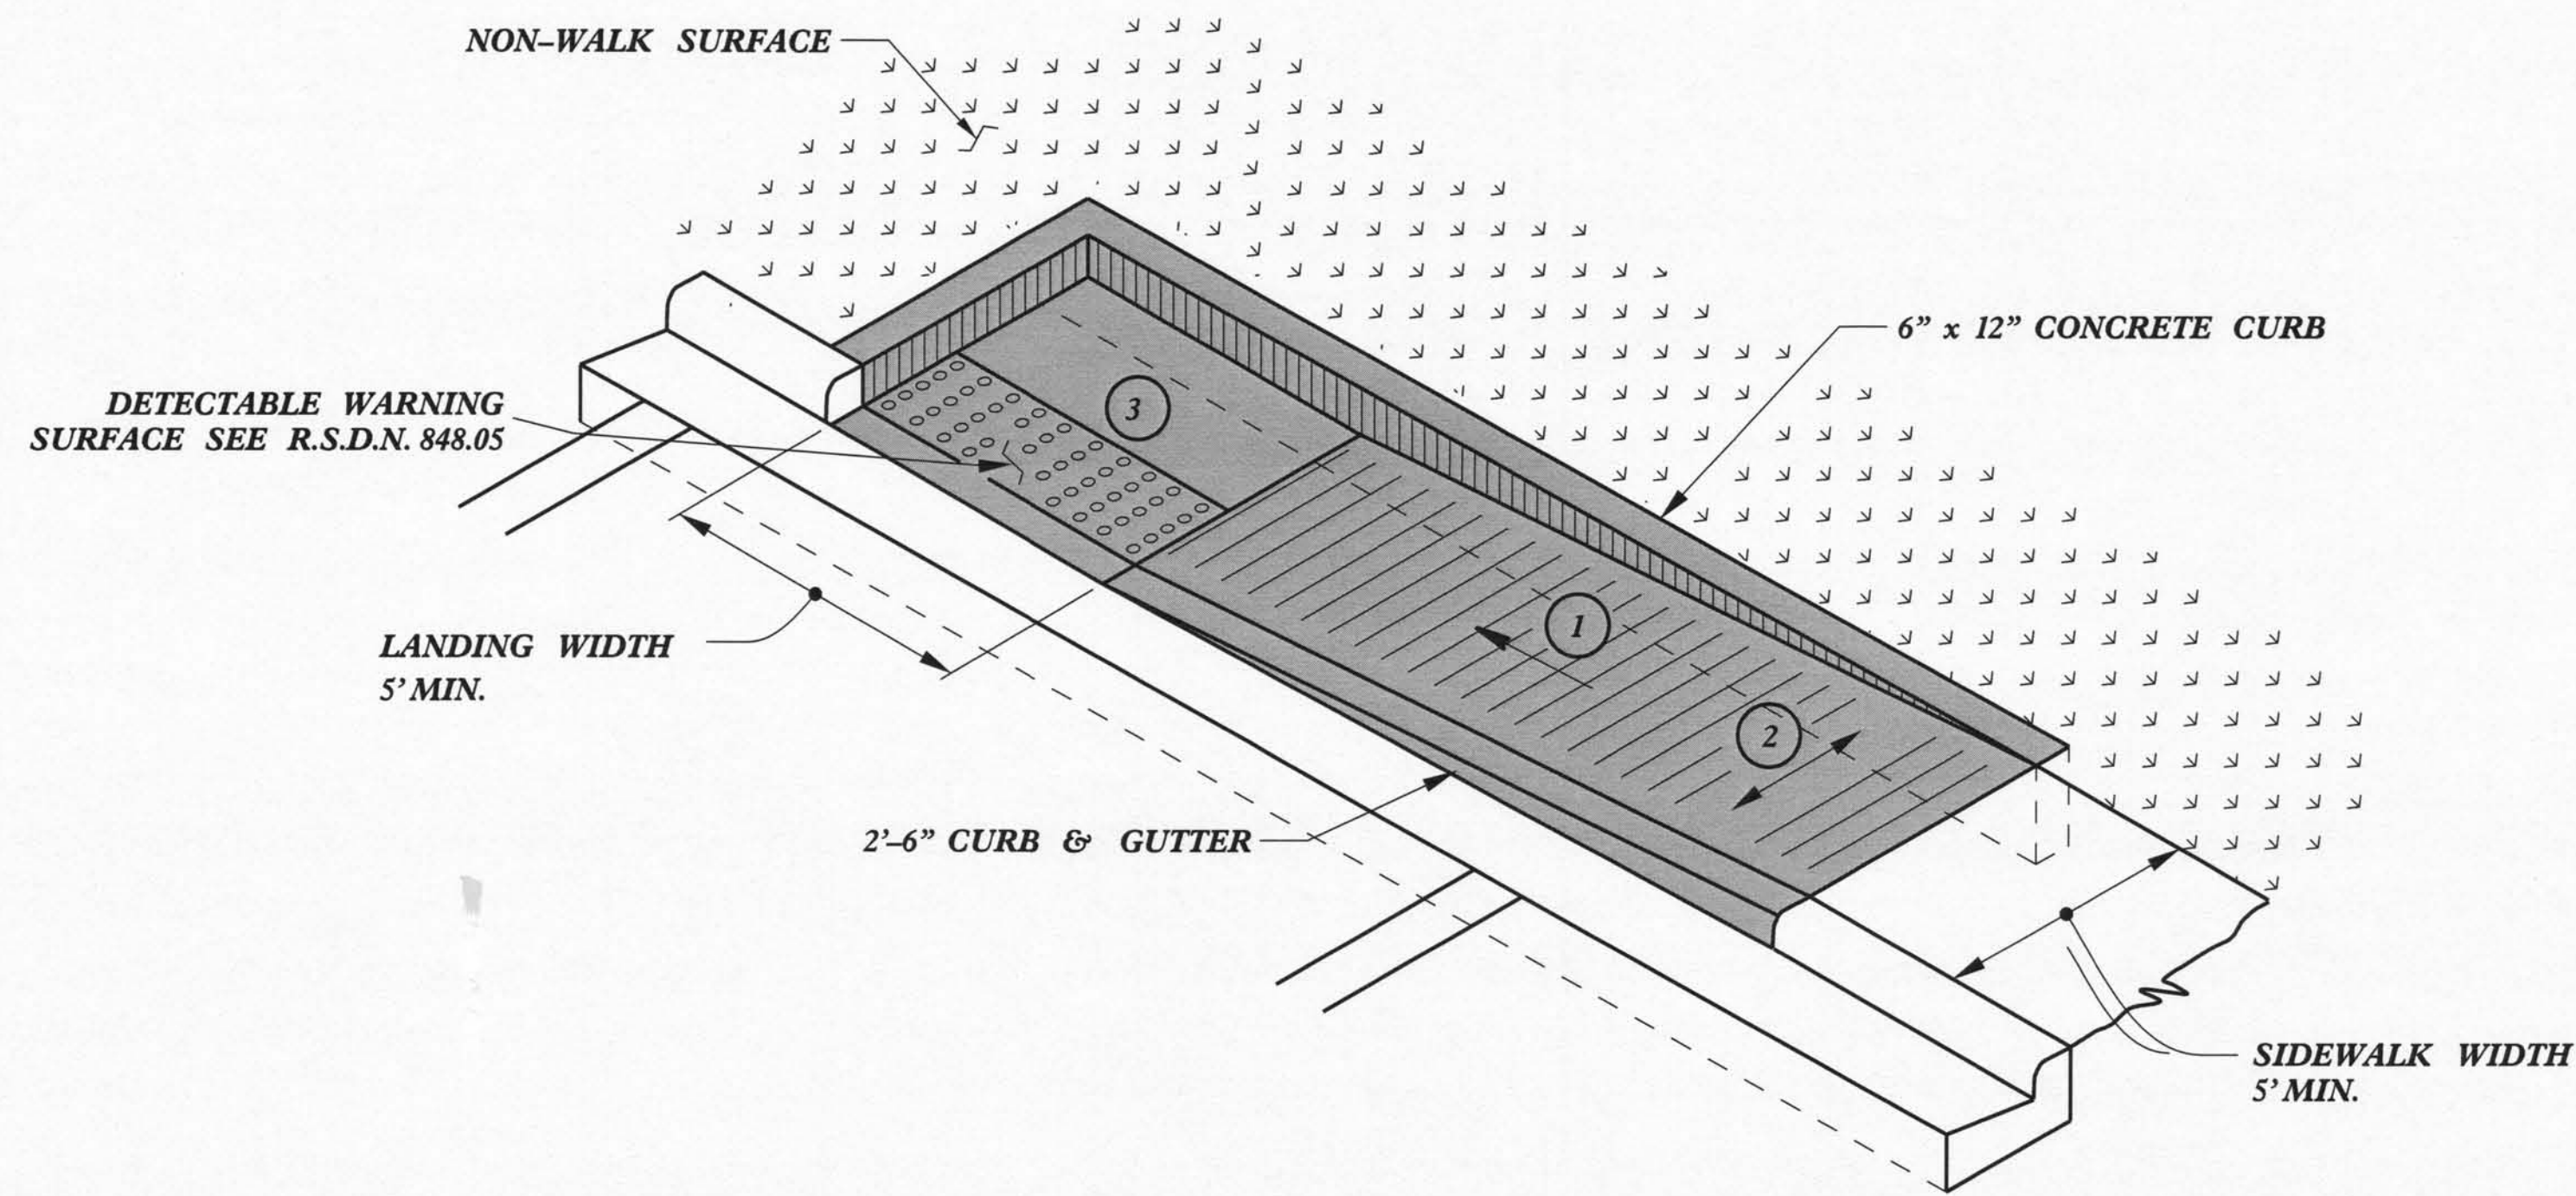 NON-WALK SURFACE
6" x 12" CONCRETE CURB
DETECTABLE WARNING
SURFACE SEE R.S.D.N. 848.05
3
1
2
LANDING WIDTH
5' MIN.
2'-6" CURB & GUTTER
SIDEWALK WIDTH
5' MIN.